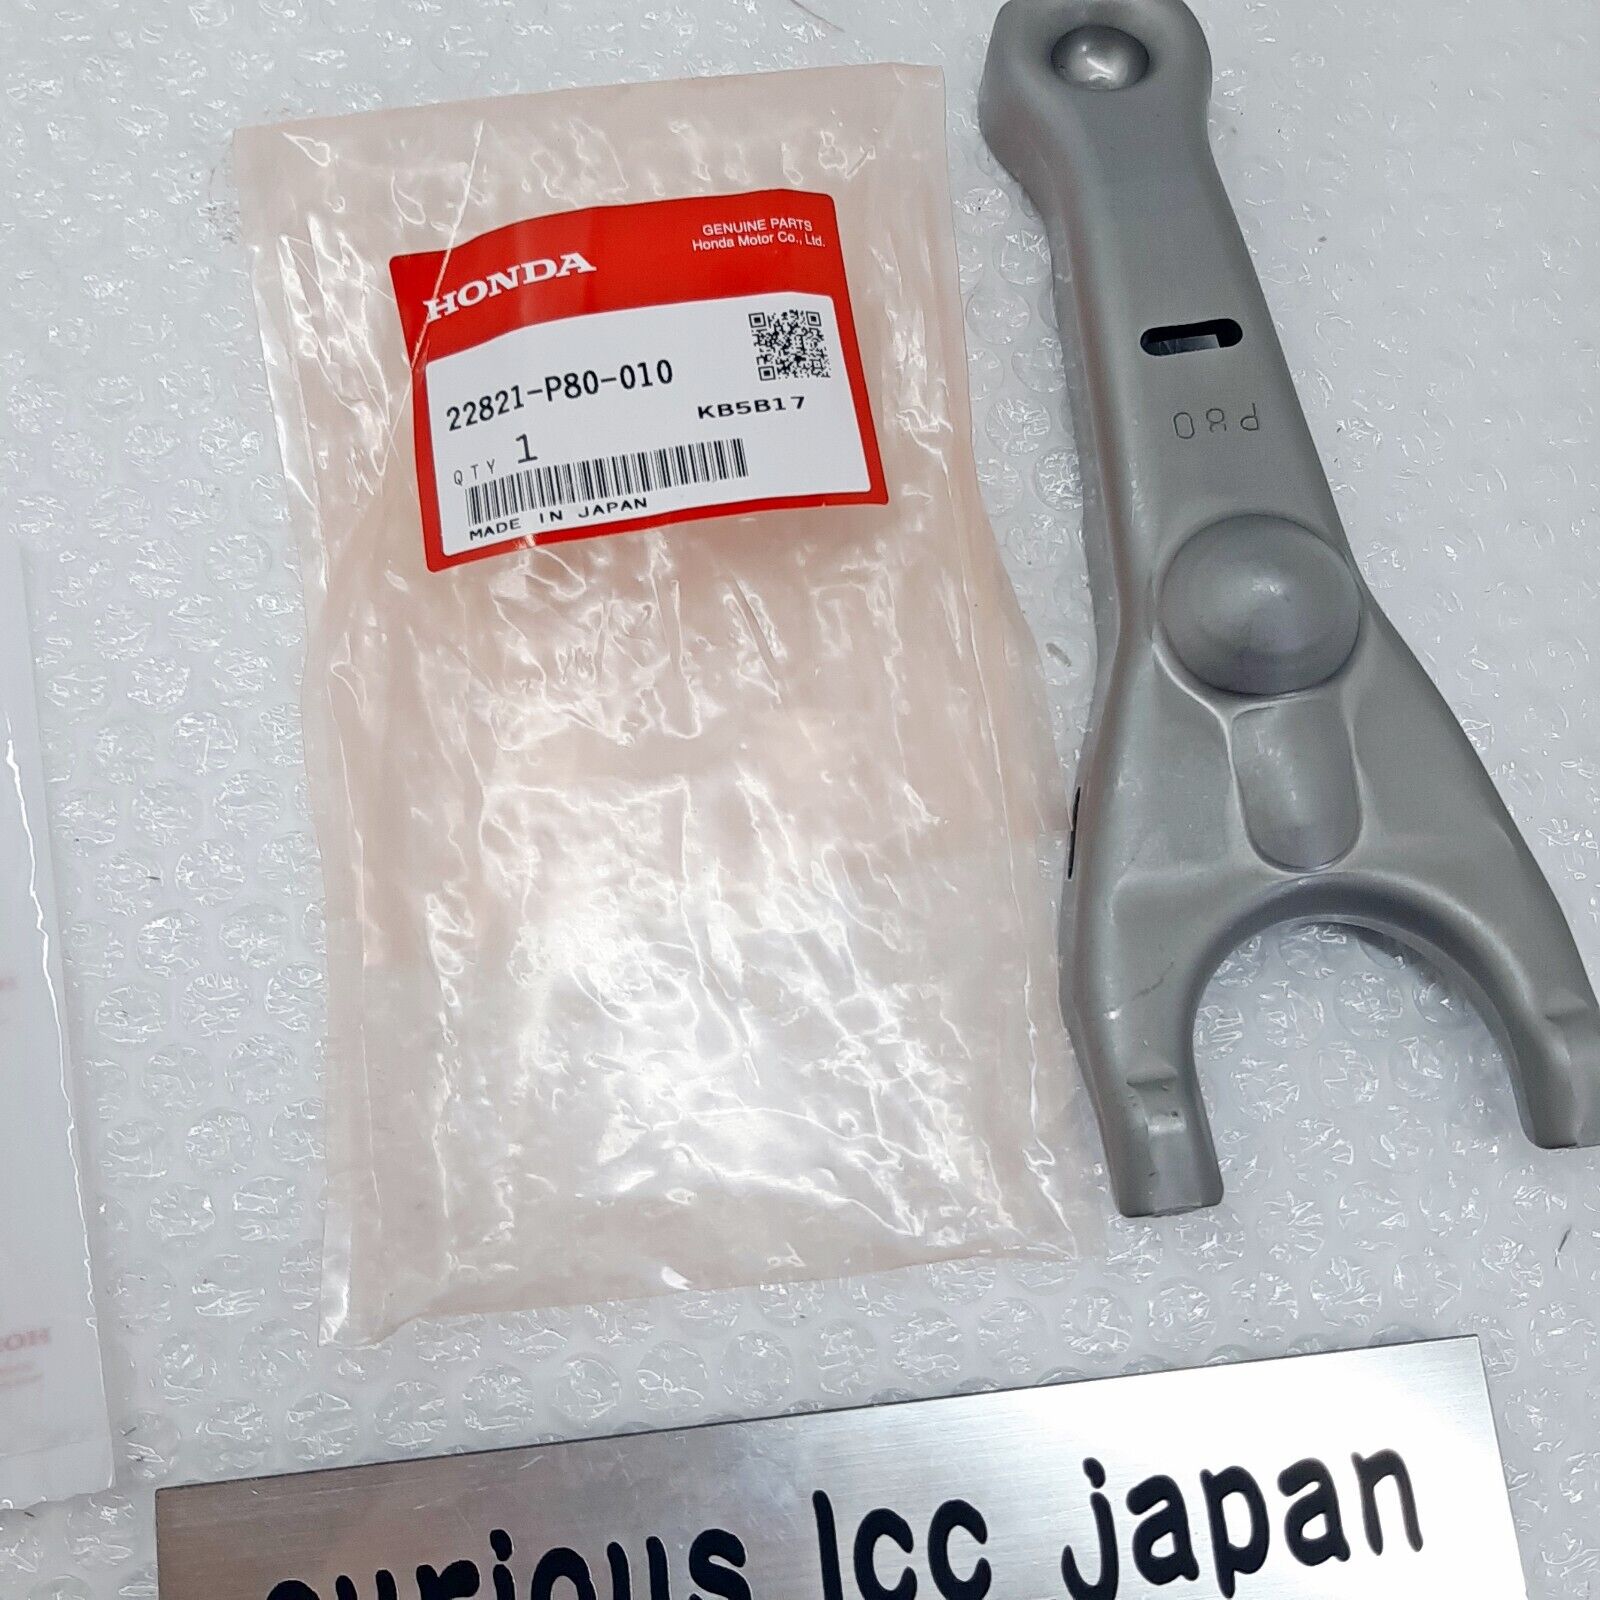 HONDA
GENUINE PARTS
Honda Motor Co., Ltd.
22821-P80-010
KB5B17
QTY 1
MADE IN JAPAN
P80
curious lcc japan